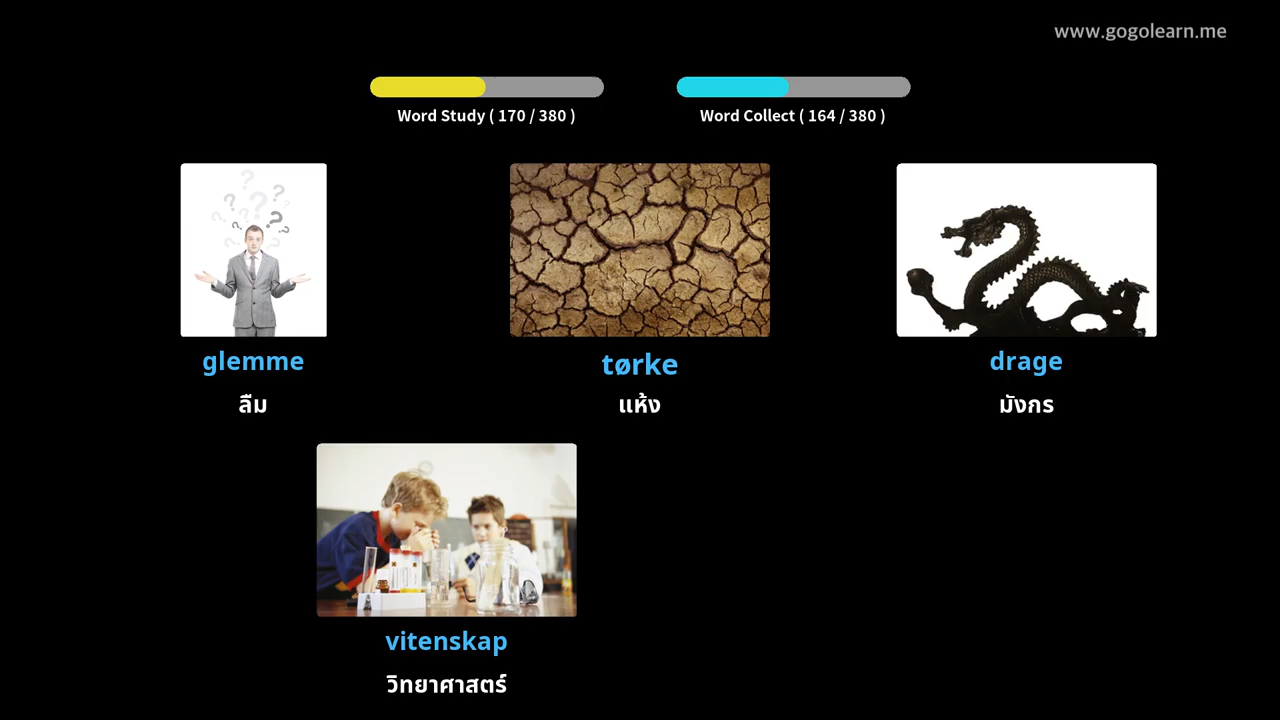 www.gogolearn.me
Word Study ( 170 / 380 )
Word Collect ( 164 / 380 )
glemme
ลืม
tørke
แห้ง
drage
มังกร
vitenskap
วิทยาศาสตร์